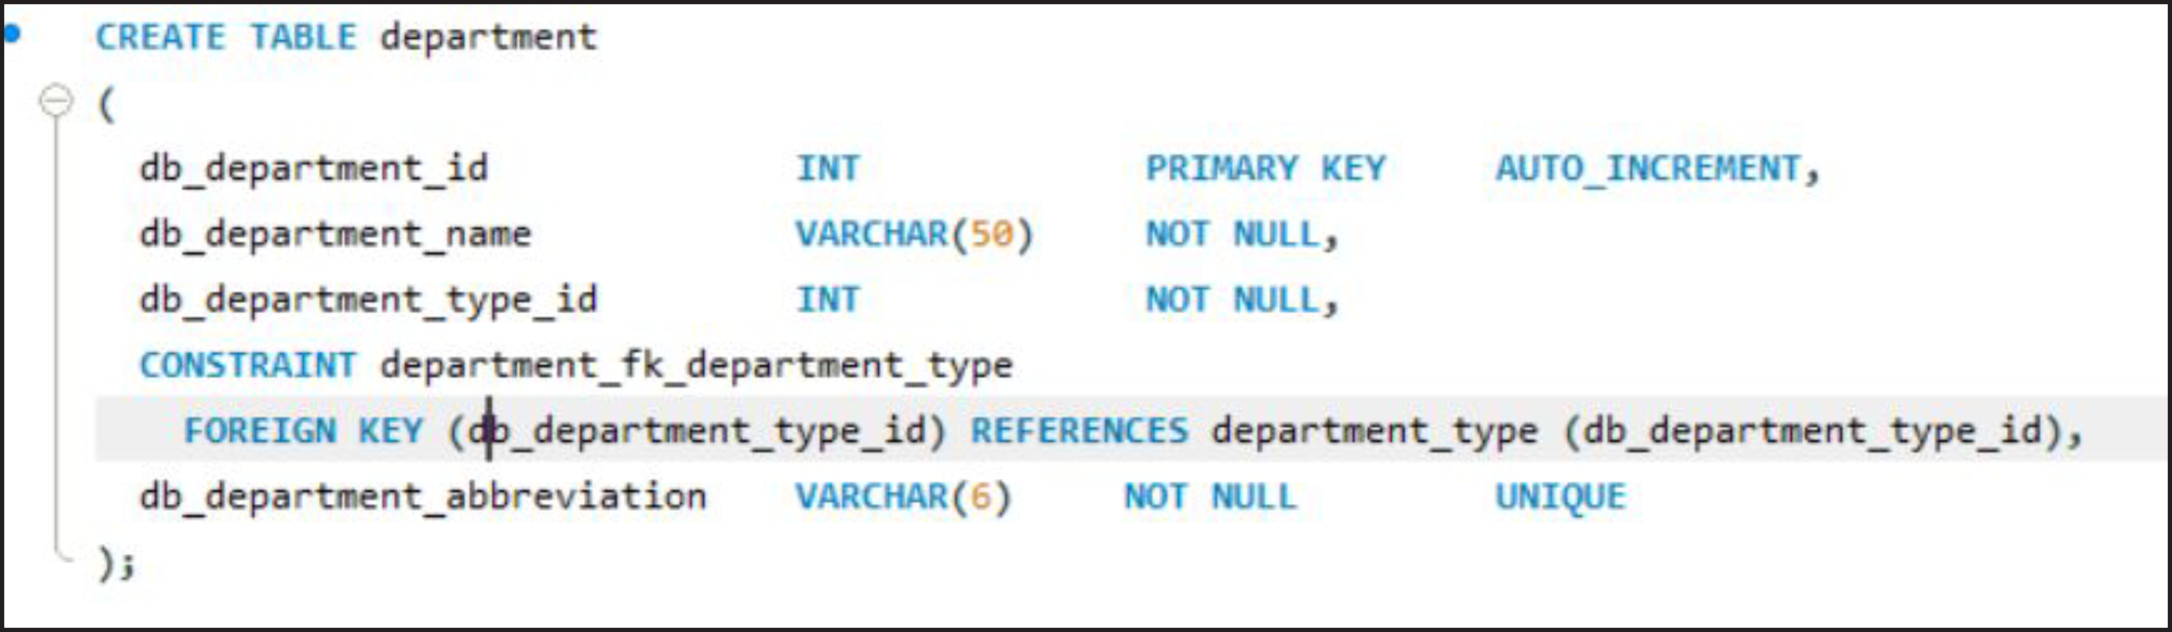 CREATE TABLE department
(
db_department_id INT PRIMARY KEY AUTO_INCREMENT,
db_department_name VARCHAR(50) NOT NULL,
db_department_type_id INT NOT NULL,
CONSTRAINT department_fk_department_type
FOREIGN KEY (db_department_type_id) REFERENCES department_type (db_department_type_id),
db_department_abbreviation VARCHAR(6) NOT NULL UNIQUE
);